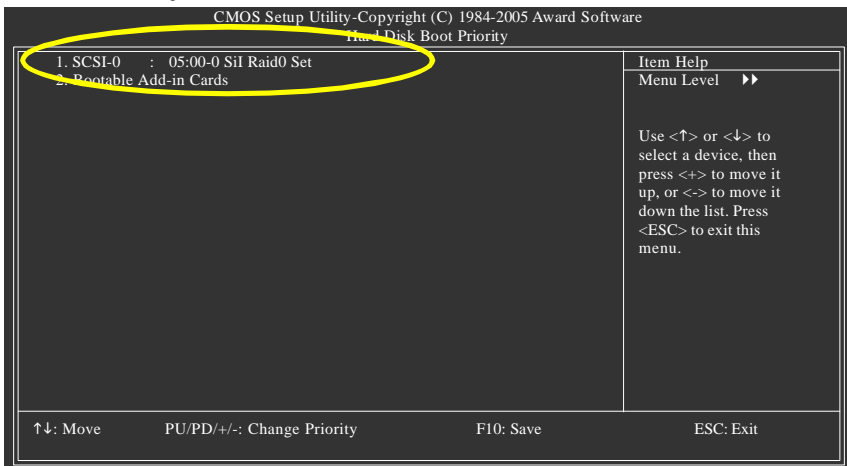 CMOS Setup Utility-Copyright (C) 1984-2005 Award Software
Hard Disk Boot Priority
1. SCSI-0 : 05:00-0 SiI Raid0 Set
2. Bootable Add-in Cards
Item Help
Menu Level ▶▶
Use <↑> or <↓> to
select a device, then
press <+> to move it
up, or <-> to move it
down the list. Press
<ESC> to exit this
menu.
↑↓: Move PU/PD/+/-: Change Priority F10: Save ESC: Exit